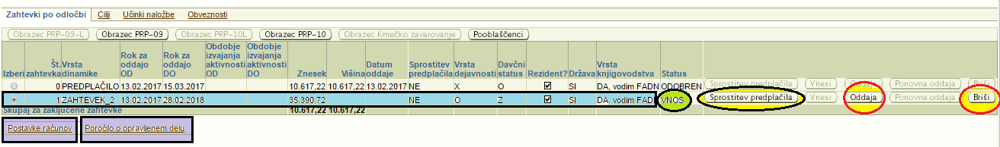 Zahtevki po odločbi Cilji Učinki naložbe Obveznosti
Obrazec PRP-09-L Obrazec PRP-09 Obrazec PRP-10L Obrazec PRP-10 Obrazec Kmečko zavarovanje Pooblaščenci
Izberi Št. zahtevka Vrsta dinamike Rok za oddajo OD Rok za oddajo DO Obdobje izvajanja aktivnosti OD Obdobje izvajanja aktivnosti DO Znesek Višina Datum oddaje Sprostitev predplačila Vrsta dejavnosti Davčni status Rezident? Država Vrsta knjigovodstva Status
0 PREDPLAČILO 13.02.2017 15.03.2017 10.617,22 10.617,22 13.02.2017 NE X O SI DA, vodim FADN ODOBREN Sprostitev predplačila Vnesi Oddaja Ponovna oddaja Briši
1 ZAHTEVEK_2 13.02.2017 28.02.2018 35.390,72 NE O Z SI DA, vodim FADN VNOS Sprostitev predplačila Vnesi Oddaja Ponovna oddaja Briši
Skupaj za zaključene zahtevke 10.617,22 10.617,22
Postavke računov Poročilo o opravljenem delu